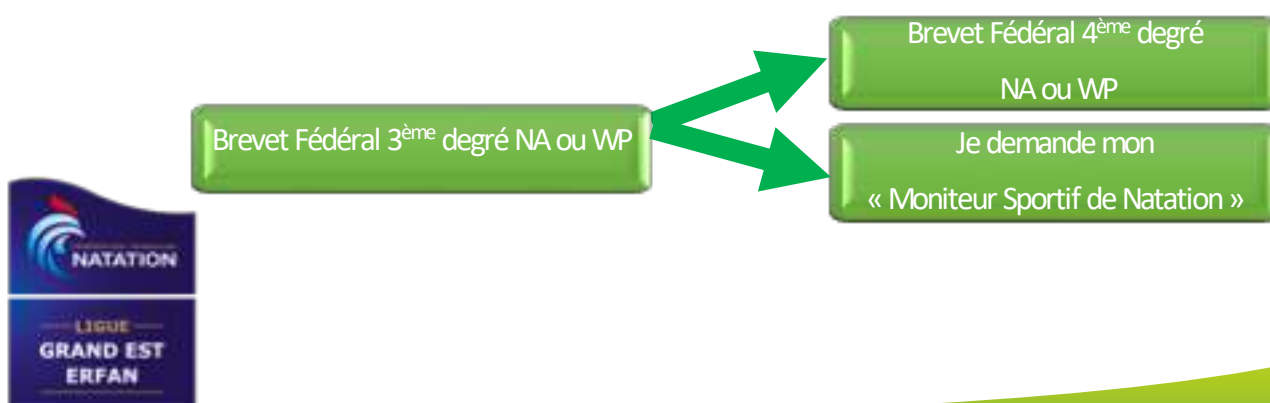 Brevet Fédéral 4ème degré
NA ou WP
Brevet Fédéral 3ème degré NA ou WP
Je demande mon
« Moniteur Sportif de Natation »
NATATION
LIGUE
GRAND EST
ERFAN